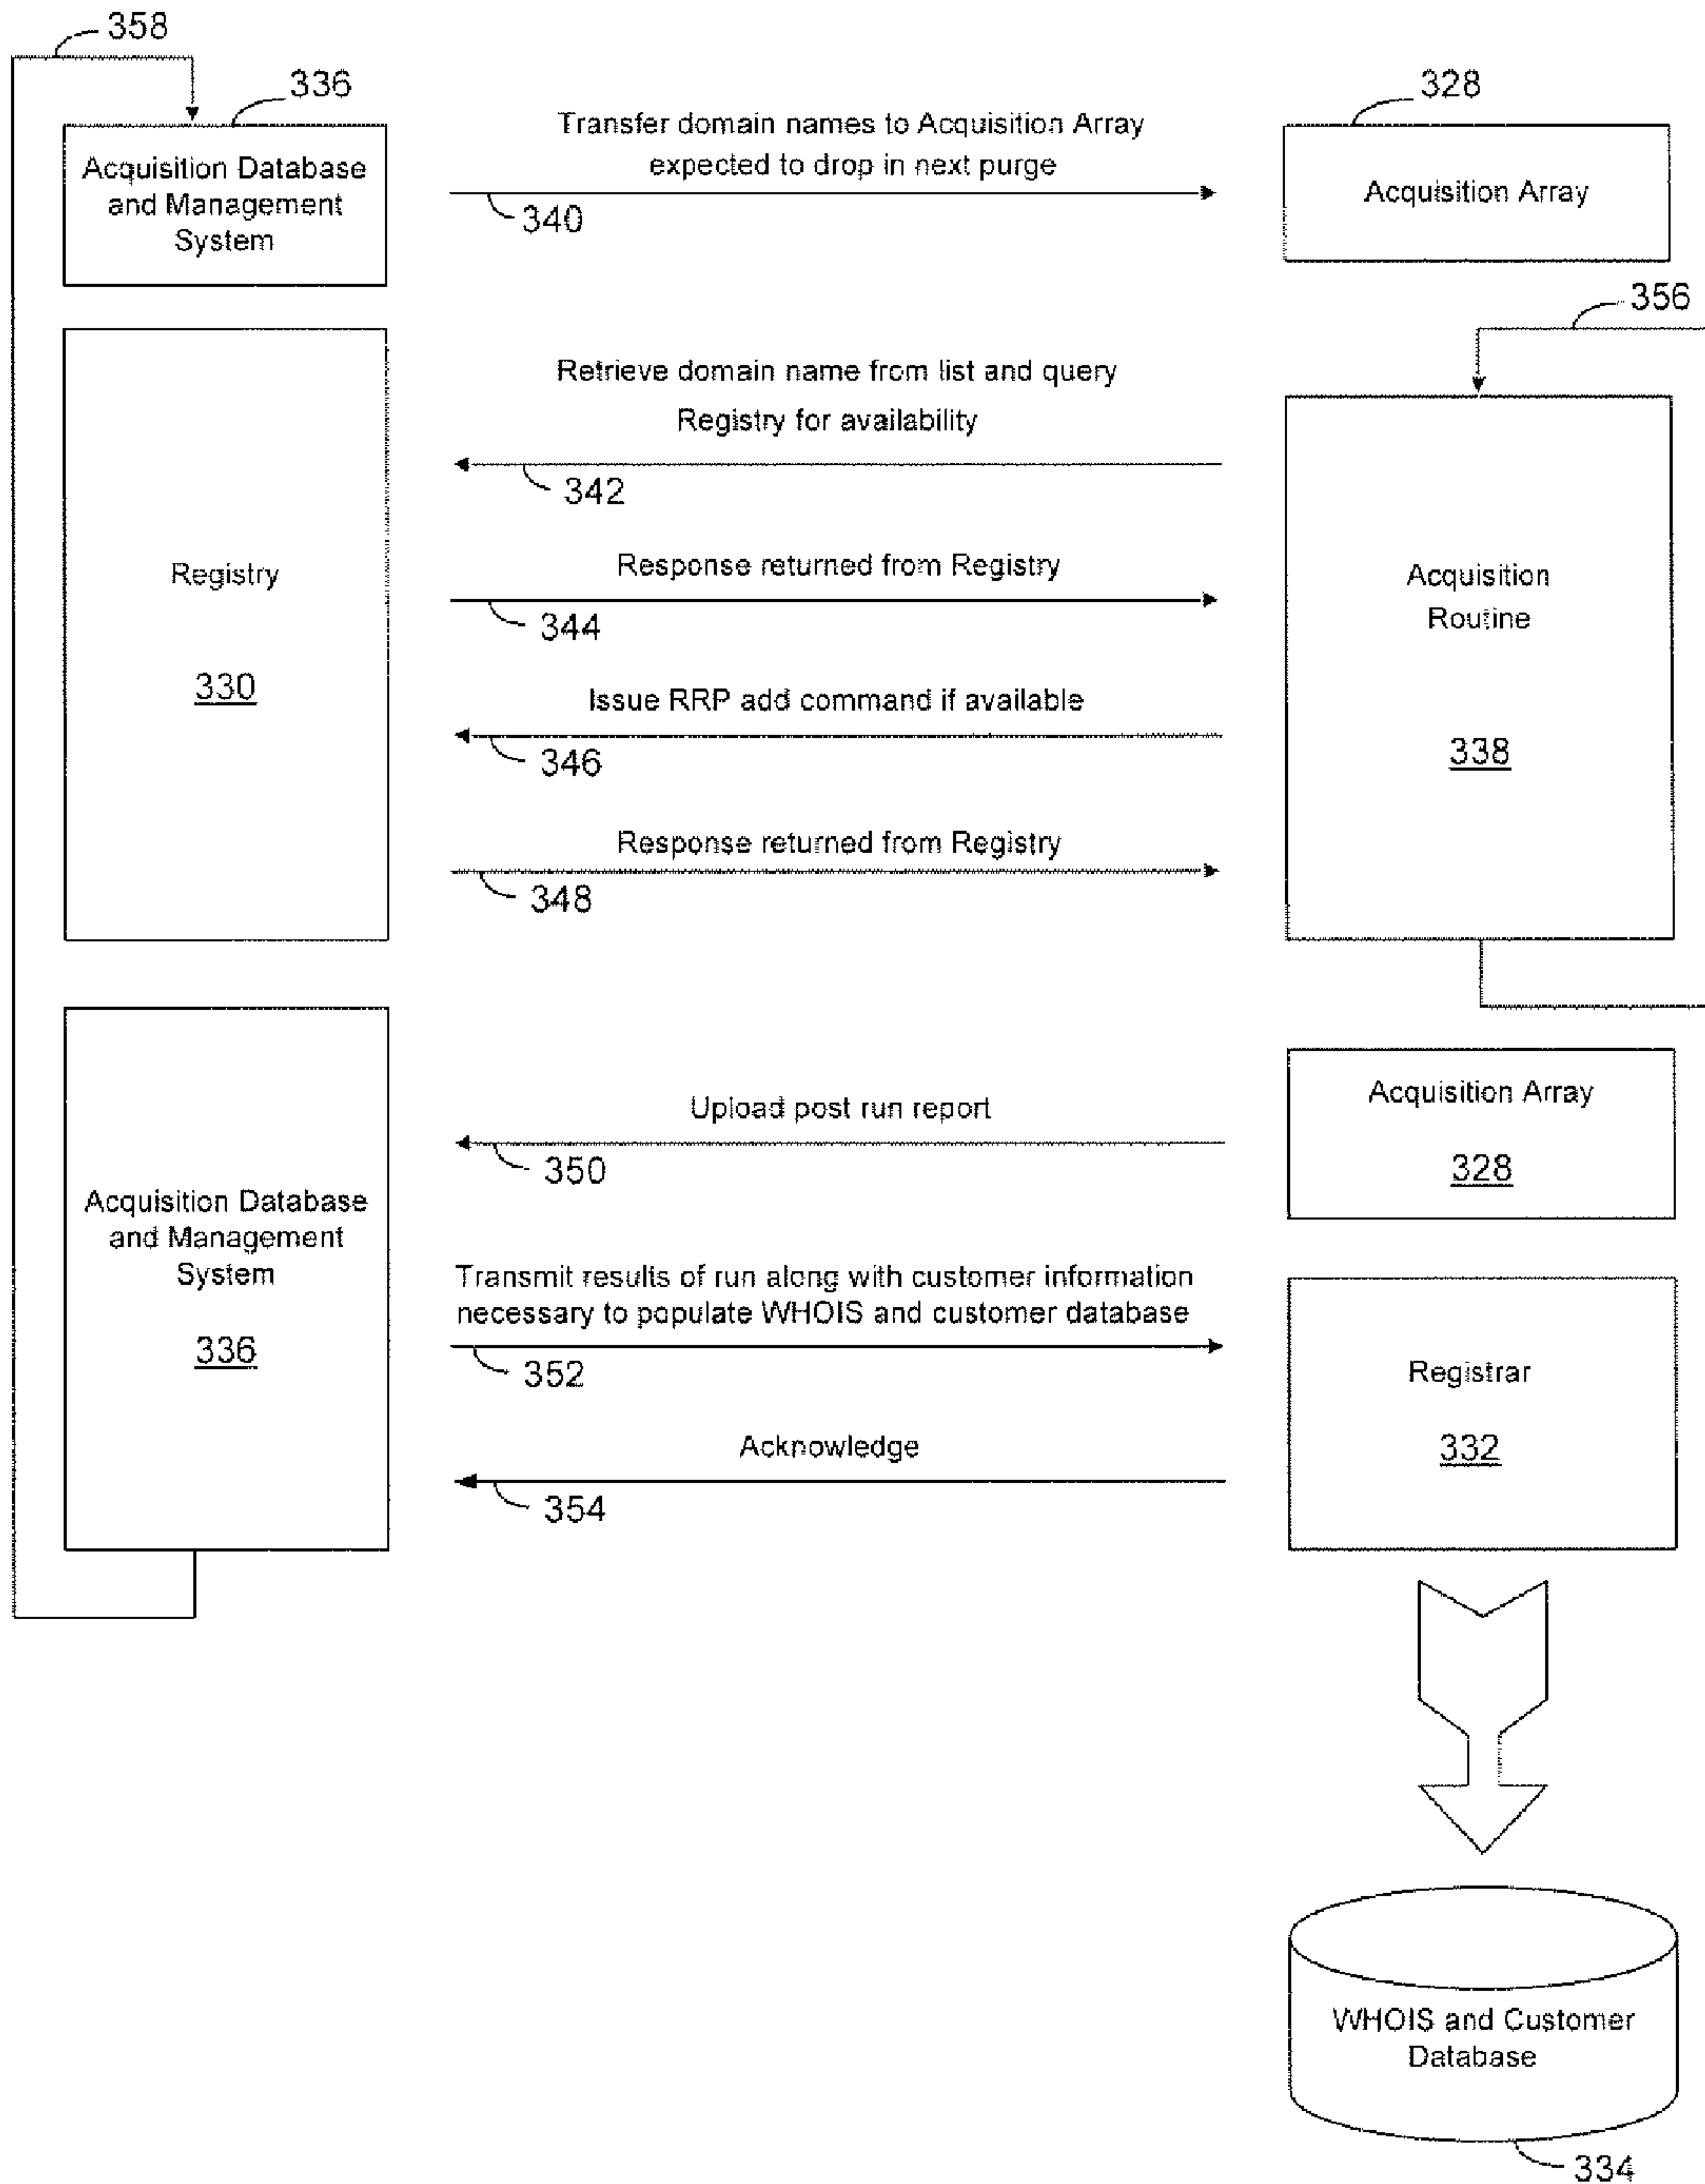 358
336
328
Acquisition Database
and Management
System
Transfer domain names to Acquisition Array
expected to drop in next purge
340
Acquisition Array
356
Registry
330
Retrieve domain name from list and query
Registry for availability
342
Response returned from Registry
344
Issue RRP add command if available
346
Response returned from Registry
348
Acquisition
Routine
338
Acquisition Database
and Management
System
336
Upload post run report
350
Acquisition Array
328
Transmit results of run along with customer information
necessary to populate WHOIS and customer database
352
Acknowledge
354
Registrar
332
WHOIS and Customer
Database
334